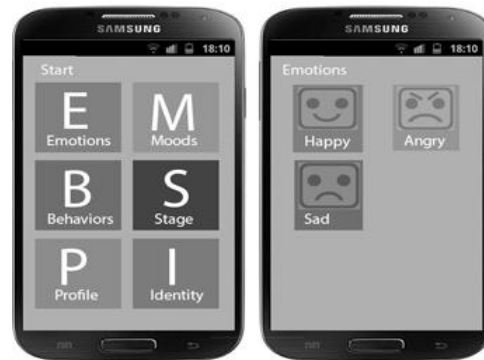 SAMSUNG
18:10
Start
E
Emotions
M
Moods
B
Behaviors
S
Stage
P
Profile
I
Identity
SAMSUNG
18:10
Emotions
Happy
Angry
Sad